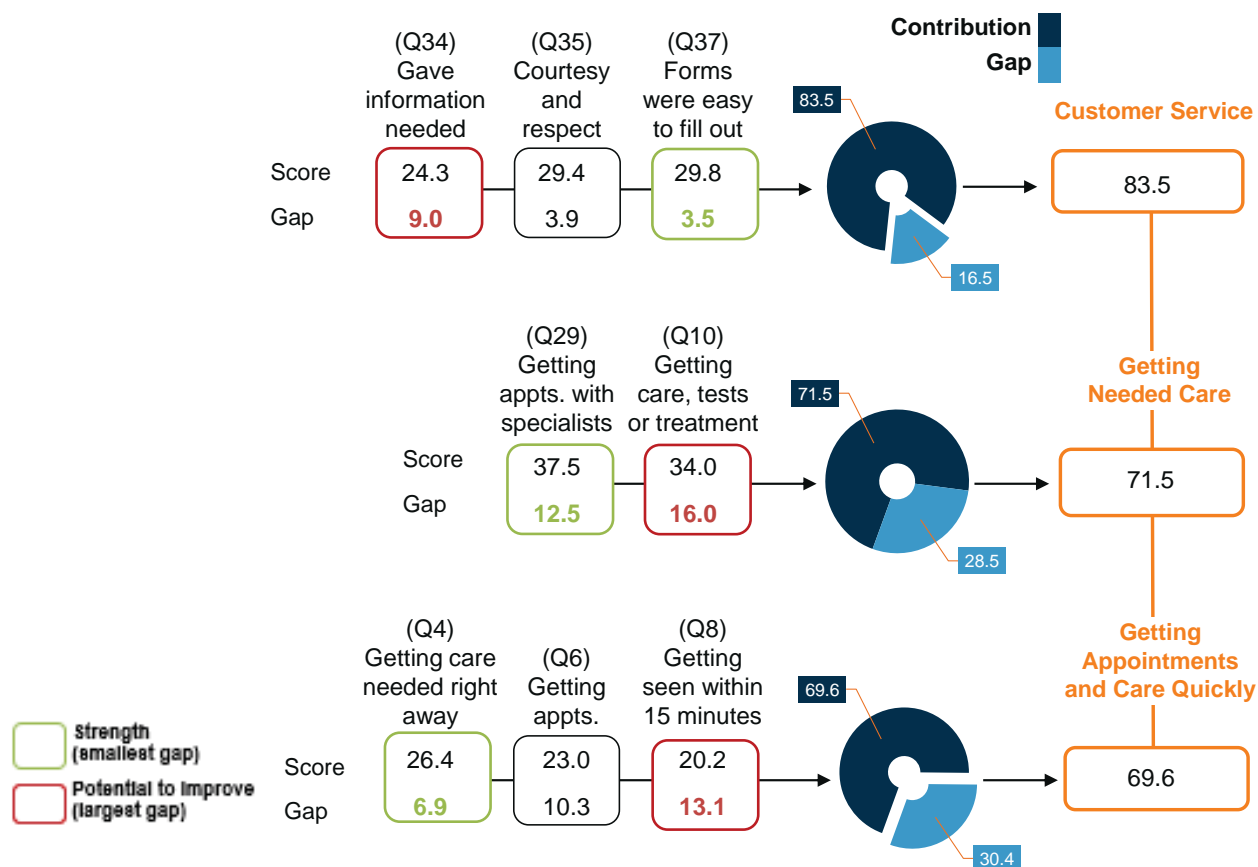 Contribution
Gap
(Q34)
Gave
information
needed
(Q35)
Courtesy
and
respect
(Q37)
Forms
were easy
to fill out
83.5
16.5
Customer Service
Score
24.3
29.4
29.8
83.5
Gap
9.0
3.9
3.5
(Q29)
Getting
appts. with
specialists
(Q10)
Getting
care, tests
or treatment
71.5
28.5
Getting
Needed Care
Score
37.5
34.0
71.5
Gap
12.5
16.0
(Q4)
Getting care
needed right
away
(Q6)
Getting
appts.
(Q8)
Getting
seen within
15 minutes
69.6
30.4
Getting
Appointments
and Care Quickly
Score
26.4
23.0
20.2
69.6
Gap
6.9
10.3
13.1
Strength
(smallest gap)
Potential to improve
(largest gap)